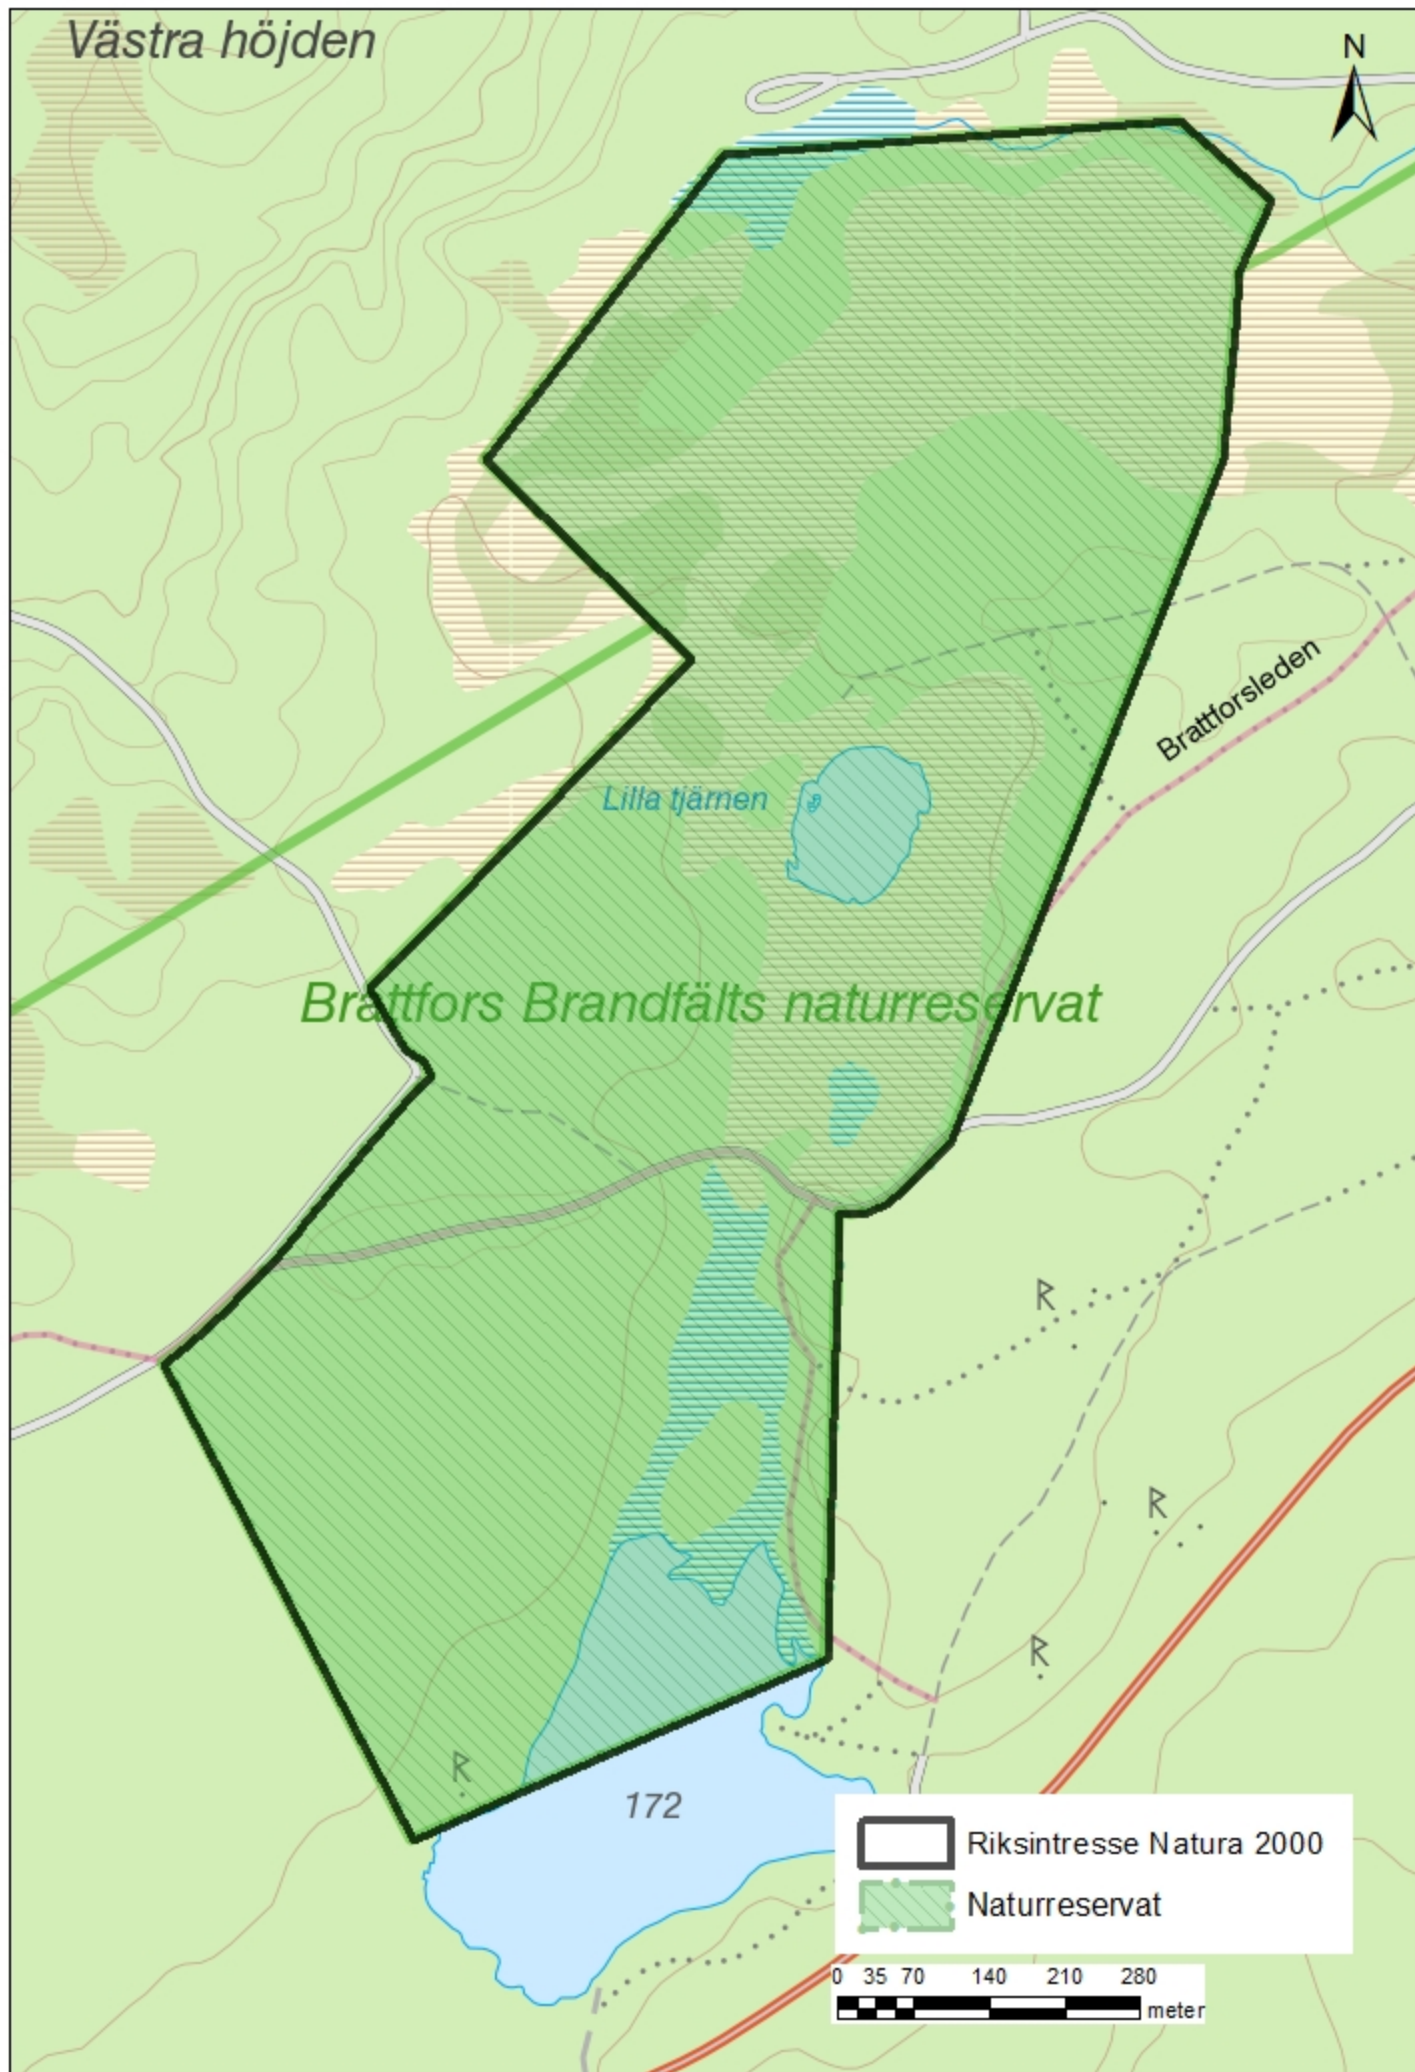 Västra höjden
N
Brattforsleden
Lilla tjärnen
Brattfors Brandfälts naturreservat
R
R
R
R
172
Riksintresse Natura 2000
Naturreservat
0 35 70 140 210 280
meter